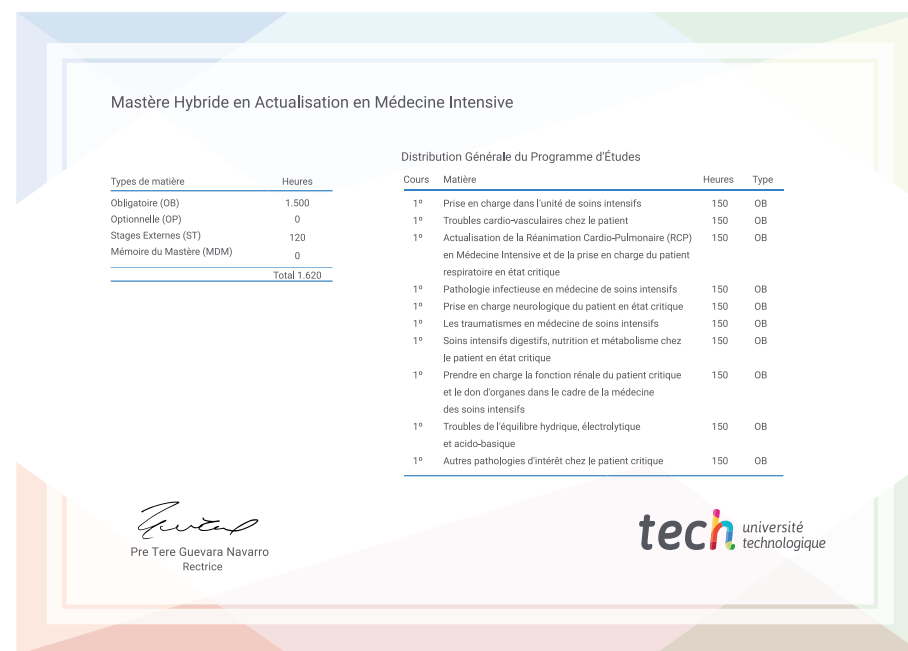 Mastère Hybride en Actualisation en Médecine Intensive
Types de matière Heures
Obligatoire (OB) 1.500
Optionnelle (OP) 0
Stages Externes (ST) 120
Mémoire du Mastère (MDM) 0
Total 1.620
Distribution Générale du Programme d'Études
Cours Matière Heures Type
1º Prise en charge dans l'unité de soins intensifs 150 OB
1º Troubles cardio-vasculaires chez le patient 150 OB
1º Actualisation de la Réanimation Cardio-Pulmonaire (RCP) 150 OB
en Médecine Intensive et de la prise en charge du patient
respiratoire en état critique
1º Pathologie infectieuse en médecine de soins intensifs 150 OB
1º Prise en charge neurologique du patient en état critique 150 OB
1º Les traumatismes en médecine de soins intensifs 150 OB
1º Soins intensifs digestifs, nutrition et métabolisme chez 150 OB
le patient en état critique
1º Prendre en charge la fonction rénale du patient critique 150 OB
et le don d'organes dans le cadre de la médecine
des soins intensifs
1º Troubles de l'équilibre hydrique, électrolytique 150 OB
et acido-basique
1º Autres pathologies d'intérêt chez le patient critique 150 OB
Pre Tere Guevara Navarro
Rectrice
tech université
technologique